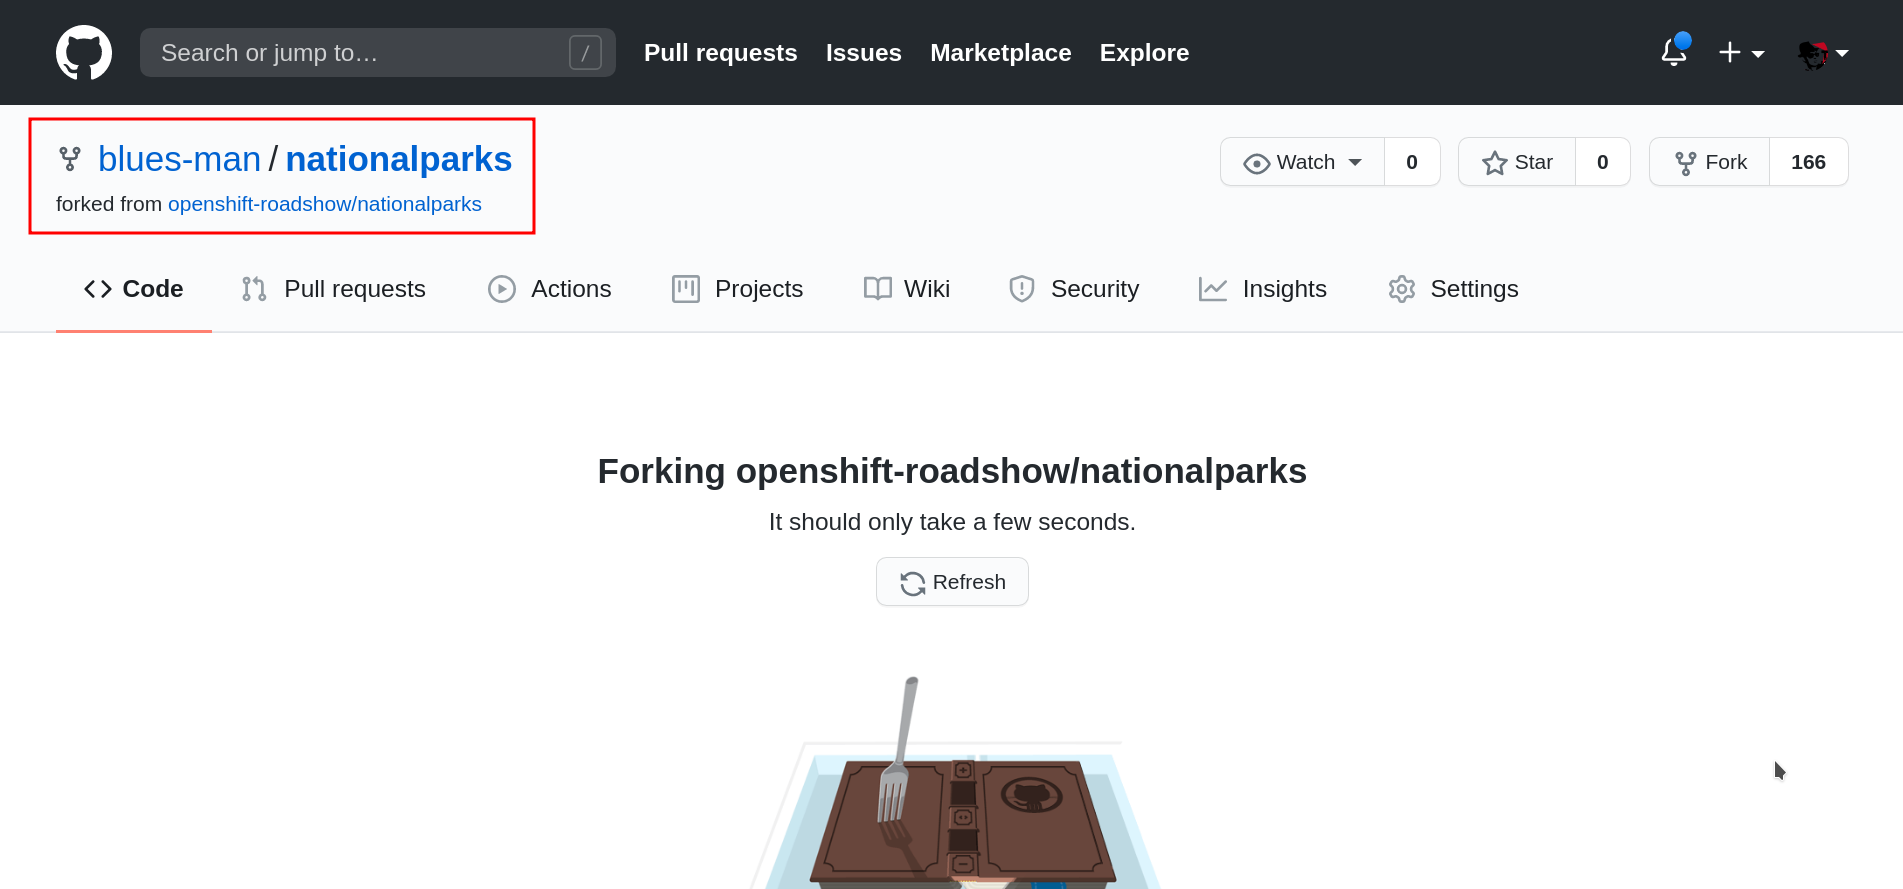 Search or jump to… /
Pull requests Issues Marketplace Explore
blues-man / nationalparks
forked from openshift-roadshow/nationalparks
Watch 0 Star 0 Fork 166
Code Pull requests Actions Projects Wiki Security Insights Settings
Forking openshift-roadshow/nationalparks
It should only take a few seconds.
Refresh